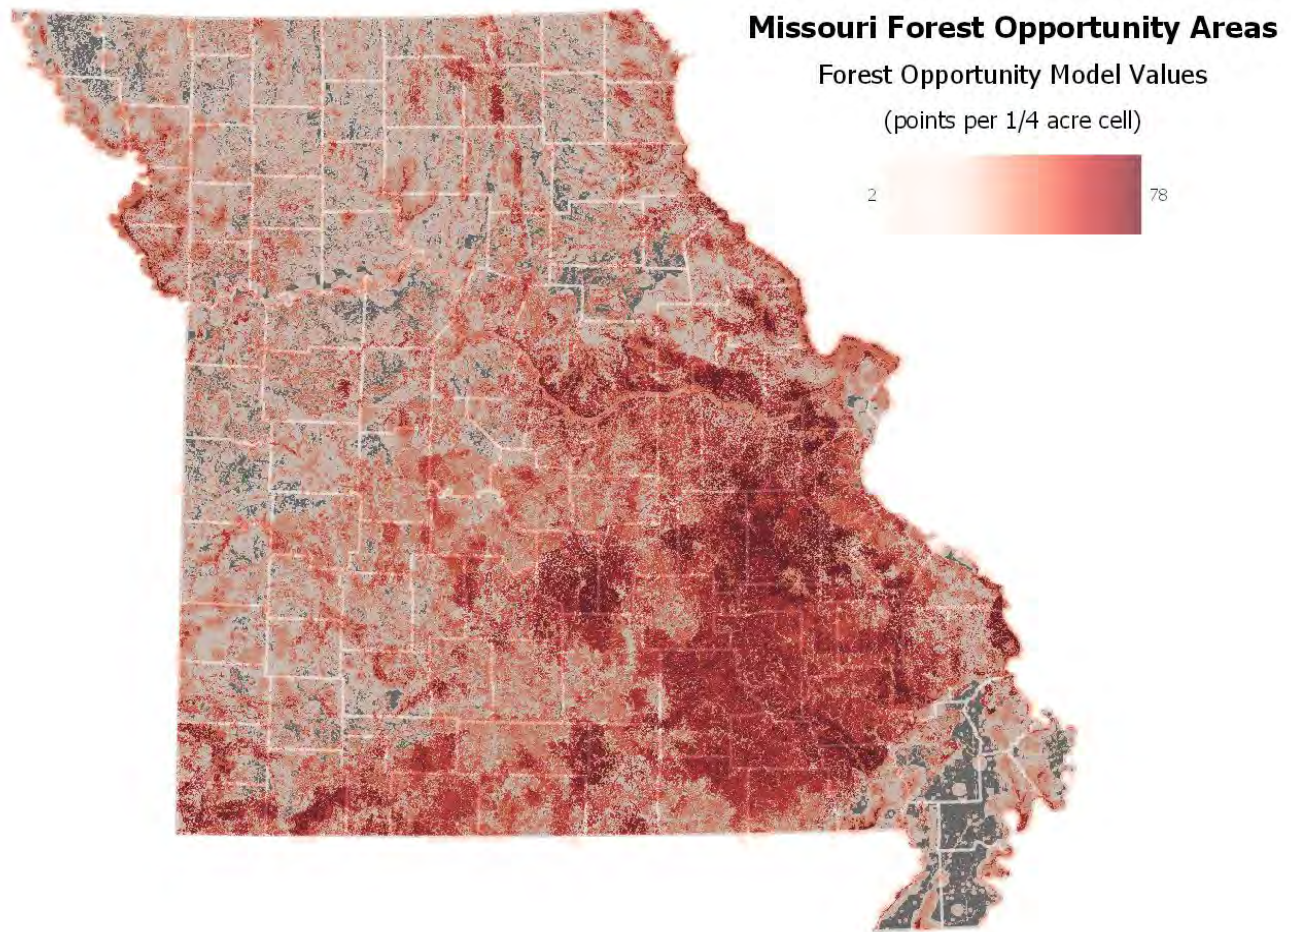 Missouri Forest Opportunity Areas
Forest Opportunity Model Values
(points per 1/4 acre cell)
2
78